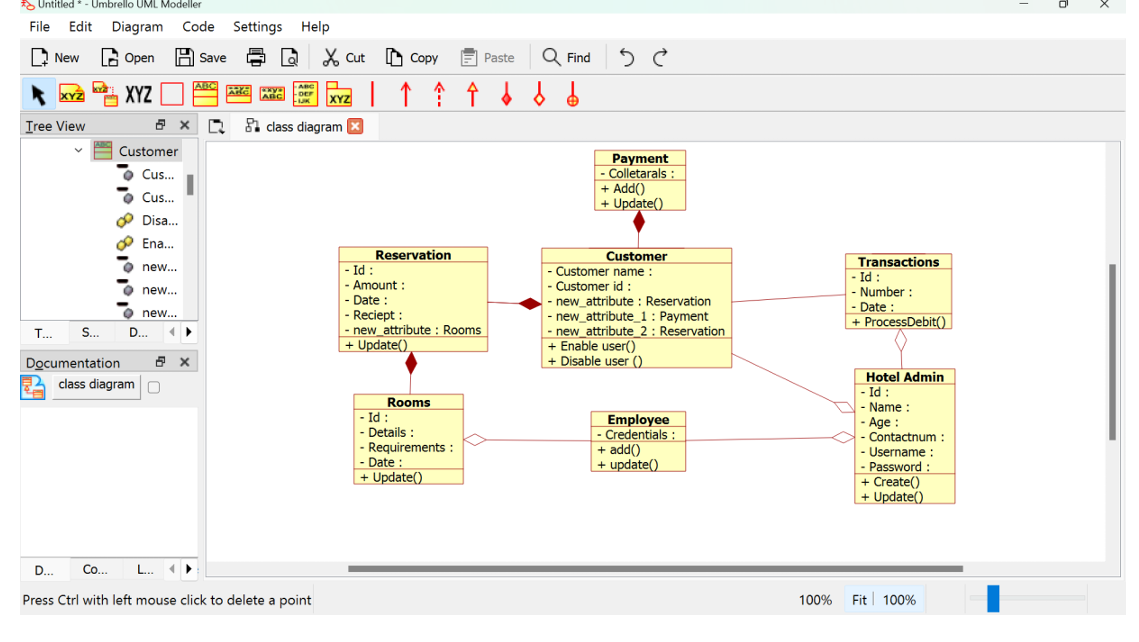 Untitled * - Umbrello UML Modeller
File Edit Diagram Code Settings Help
New Open Save Cut Copy Paste Find
XYZ XYZ XYZ ABC ABC ABC ABC DEF IJK XYZ
Tree View
class diagram
Customer
Cus...
Cus...
Disa...
Ena...
new...
new...
new...
T... S... D...
Documentation
class diagram
D... Co... L...
Payment
- Colletarals :
+ Add()
+ Update()
Reservation
- Id :
- Amount :
- Date :
- Reciept :
- new_attribute : Rooms
+ Update()
Customer
- Customer name :
- Customer id :
- new_attribute : Reservation
- new_attribute_1 : Payment
- new_attribute_2 : Reservation
+ Enable user()
+ Disable user ()
Transactions
- Id :
- Number :
- Date :
+ ProcessDebit()
Rooms
- Id :
- Details :
- Requirements :
- Date :
+ Update()
Employee
- Credentials :
+ add()
+ update()
Hotel Admin
- Id :
- Name :
- Age :
- Contactnum :
- Username :
- Password :
+ Create()
+ Update()
Press Ctrl with left mouse click to delete a point
100% Fit 100%